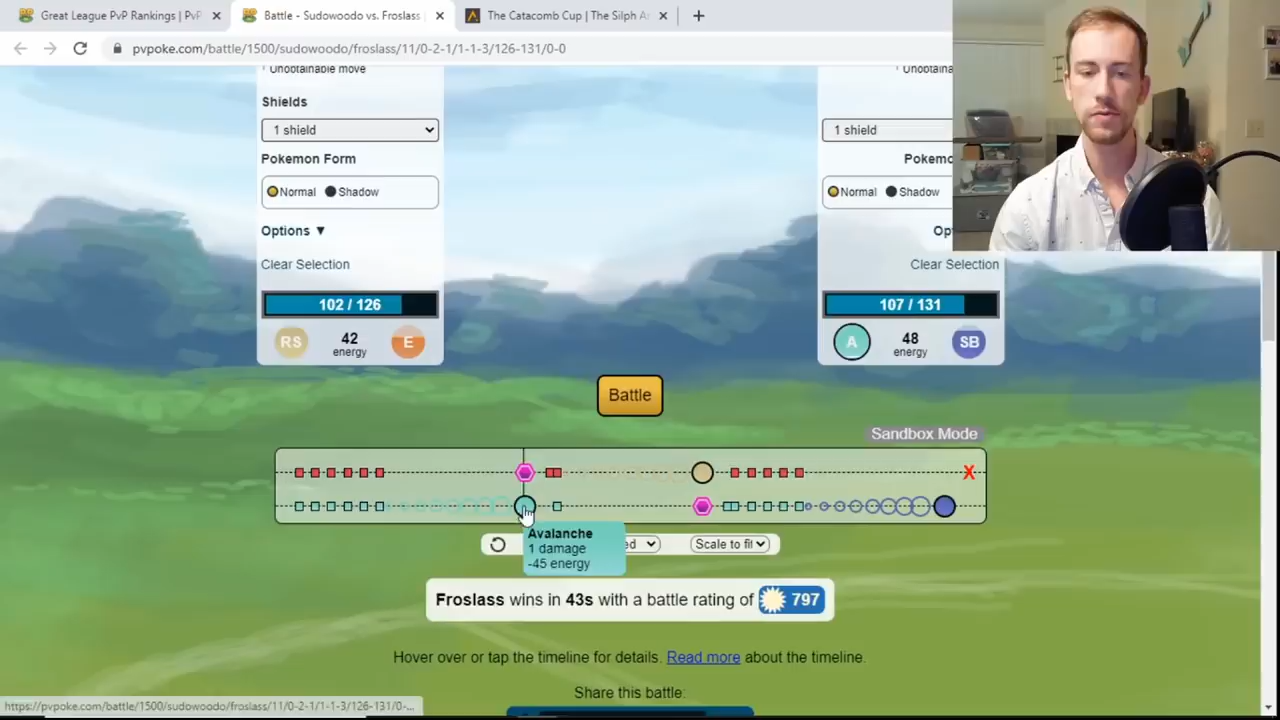 Great League PvP Rankings | PvP
Battle - Sudowoodo vs. Froslass
The Catacomb Cup | The Silph A
pvpoke.com/battle/1500/sudowoodo/froslass/11/0-2-1/1-1-3/126-131/0-0
Unobtainable move
Shields
1 shield
1 shield
Pokemon Form
Normal
Shadow
Normal
Shadow
Options ▼
Clear Selection
Clear Selection
102 / 126
107 / 131
RS
42
energy
E
A
48
energy
SB
Battle
Sandbox Mode
X
Avalanche
1 damage
-45 energy
Scale to fit
Froslass wins in 43s with a battle rating of 797
Hover over or tap the timeline for details. Read more about the timeline.
Share this battle:
https://pvpoke.com/battle/1500/sudowoodo/froslass/11/0-2-1/1-1-3/126-131/0-...